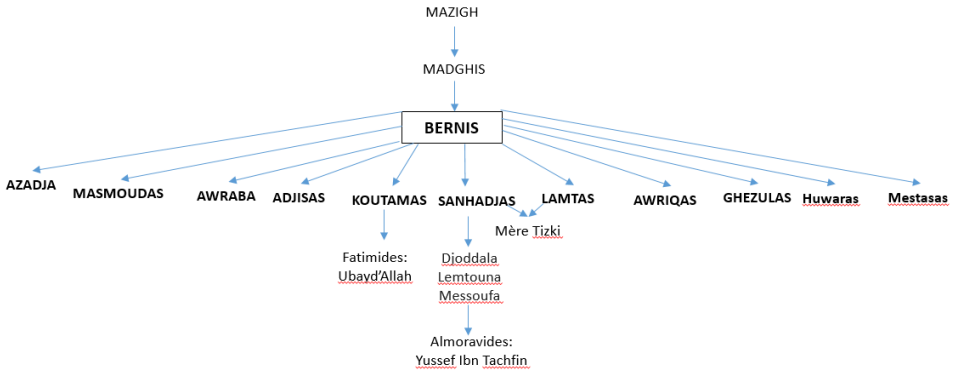 MAZIGH
MADGHIS
BERNIS
AZADJA
MASMOUDAS
AWRABA
ADJISAS
KOUTAMAS
SANHADJAS
LAMTAS
AWRIQAS
GHEZULAS
Huwaras
Mestasas
Mère Tizki
Fatimides:
Ubayd’Allah
Djoddala
Lemtouna
Messoufa
Almoravides:
Yussef Ibn Tachfin